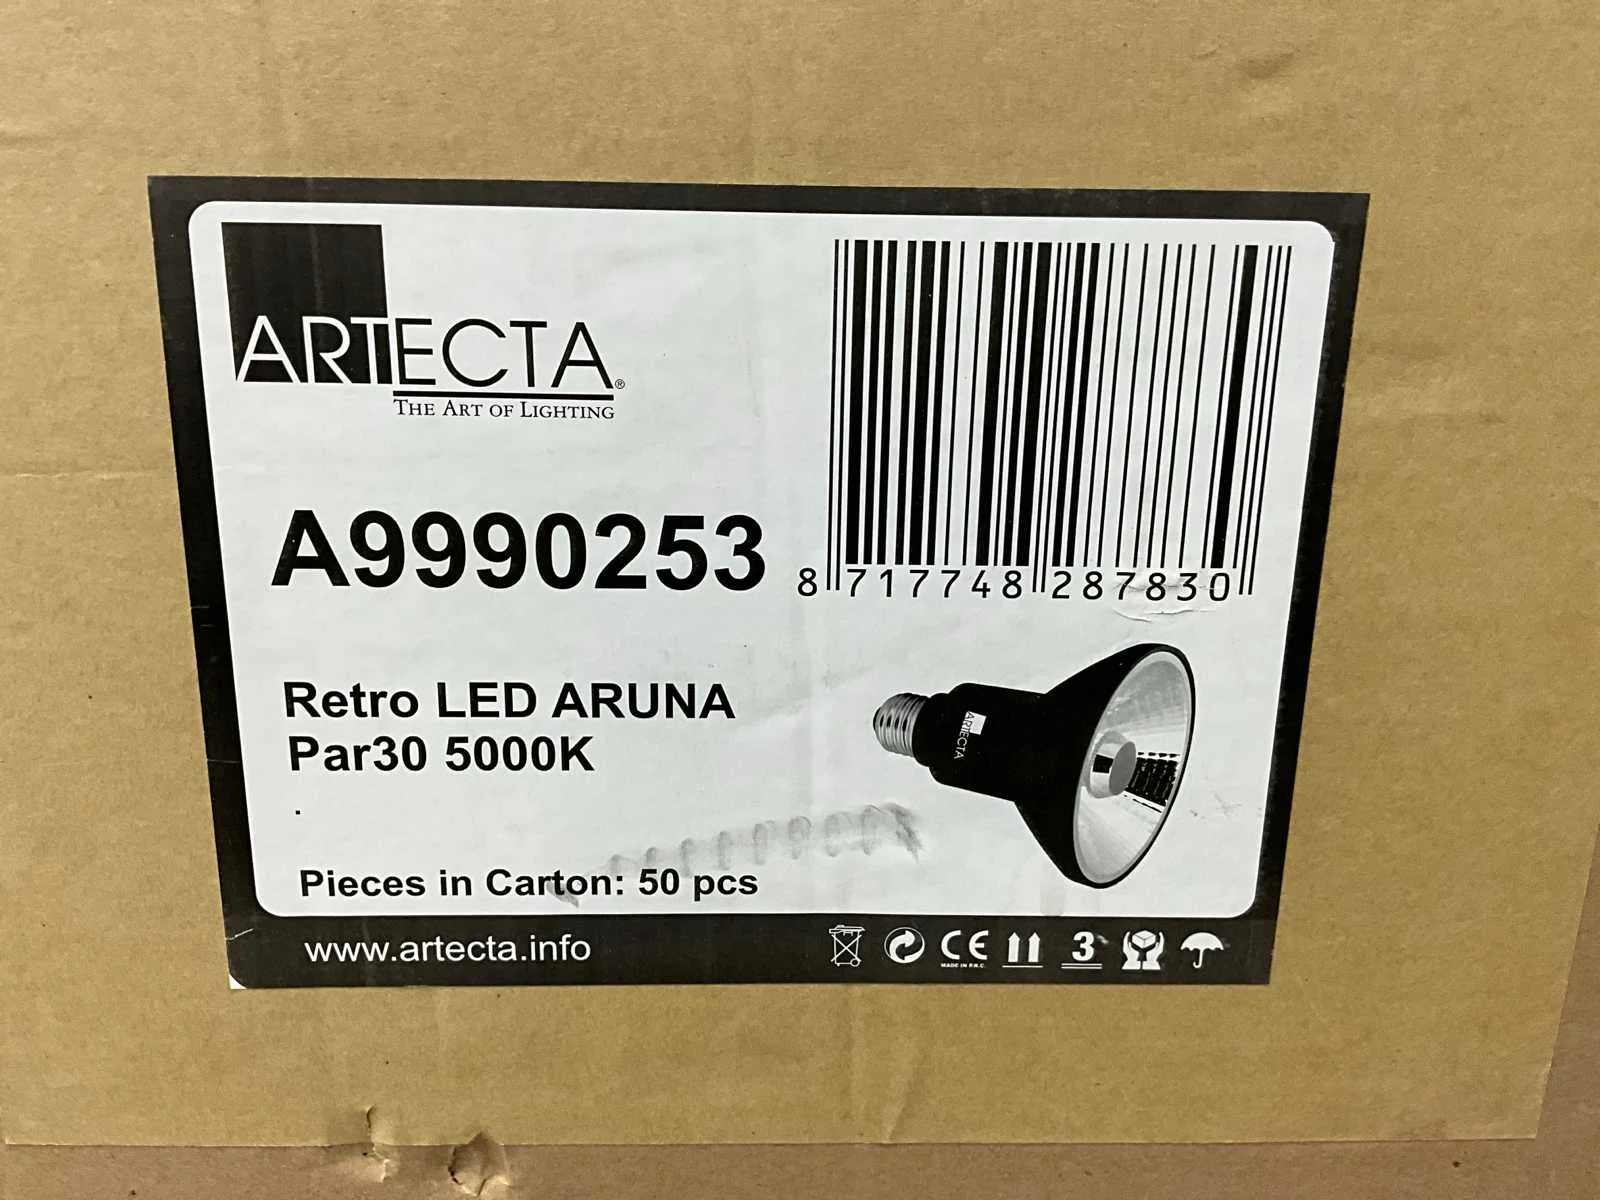 ARTECTA®
THE ART OF LIGHTING
A9990253
8 717748 287830
Retro LED ARUNA
Par30 5000K
.
ARTECTA
Pieces in Carton: 50 pcs
www.artecta.info
CE
MADE IN P.R.C.
3